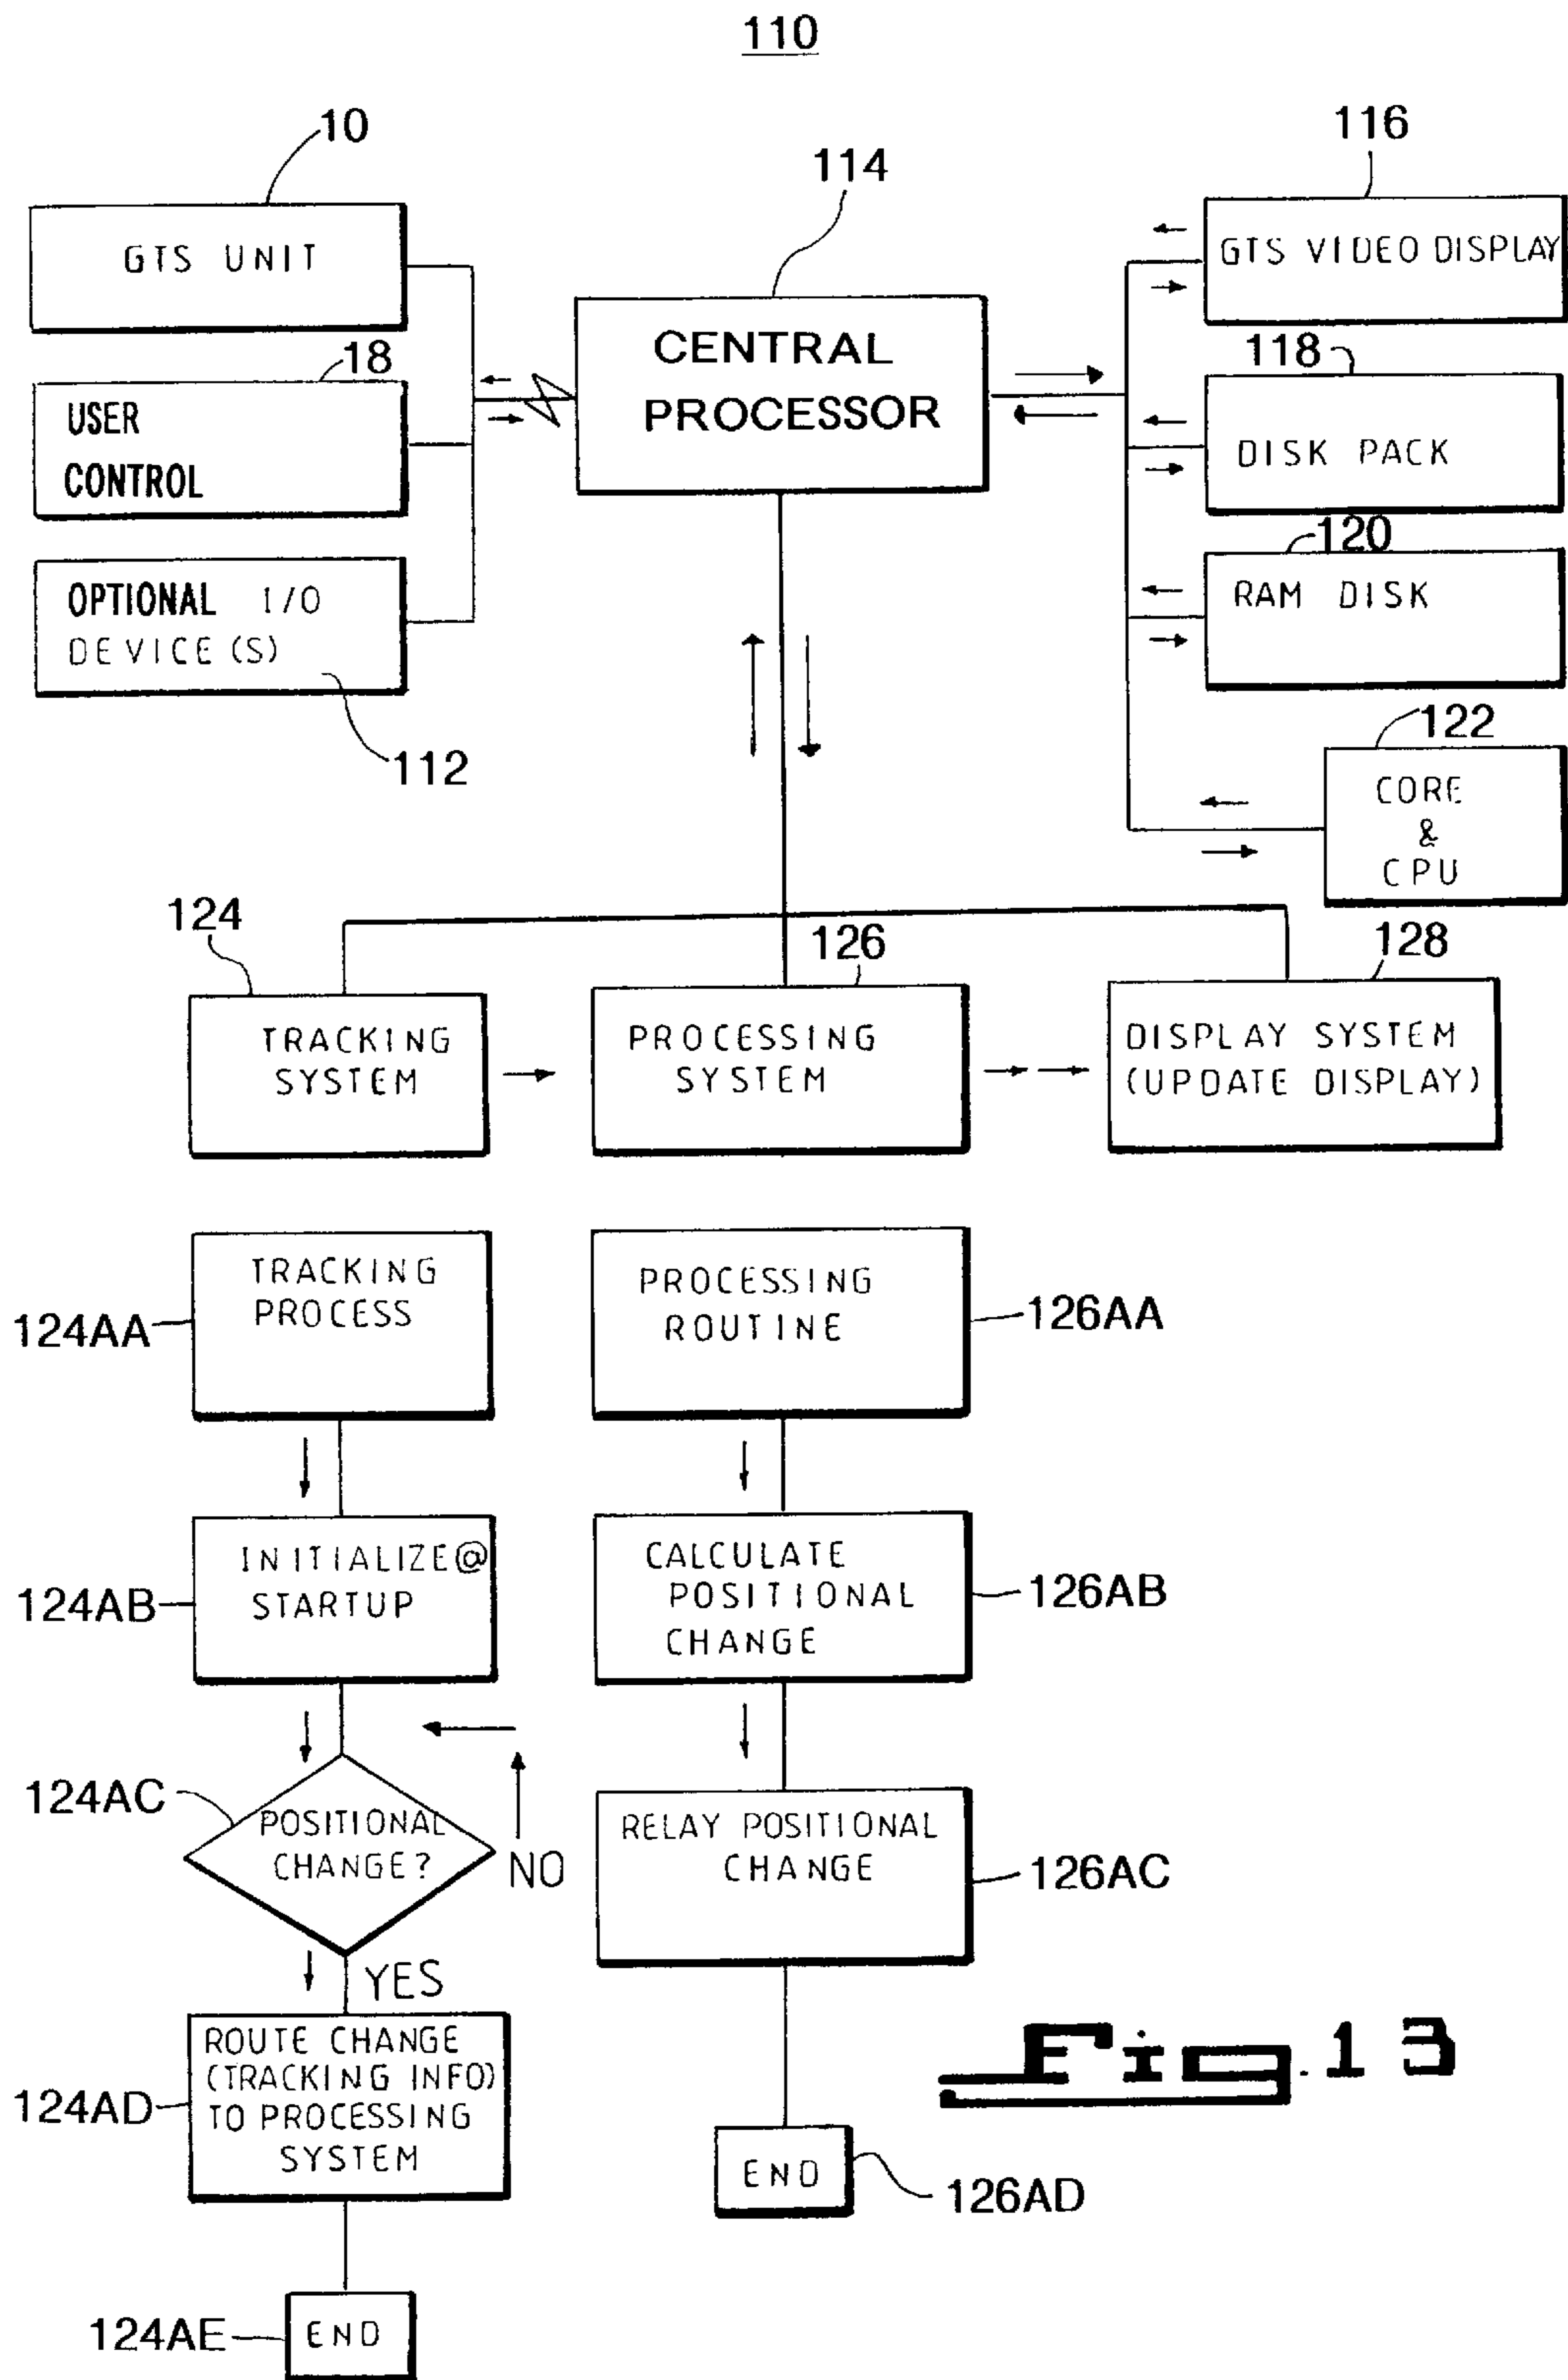 110
10
116
114
GTS UNIT
GTS VIDEO DISPLAY
CENTRAL
PROCESSOR
18
118
USER
CONTROL
DISK PACK
120
OPTIONAL I/O
DEVICE(S)
RAM DISK
112
122
CORE
&
CPU
124
126
128
TRACKING
SYSTEM
PROCESSING
SYSTEM
DISPLAY SYSTEM
(UPDATE DISPLAY)
TRACKING
PROCESS
PROCESSING
ROUTINE
124AA
126AA
INITIALIZE@
STARTUP
CALCULATE
POSITIONAL
CHANGE
124AB
126AB
124AC
POSITIONAL
CHANGE?
NO
RELAY POSITIONAL
CHANGE
126AC
YES
ROUTE CHANGE
(TRACKING INFO)
TO PROCESSING
SYSTEM
124AD
Fig. 13
END
126AD
124AE
END